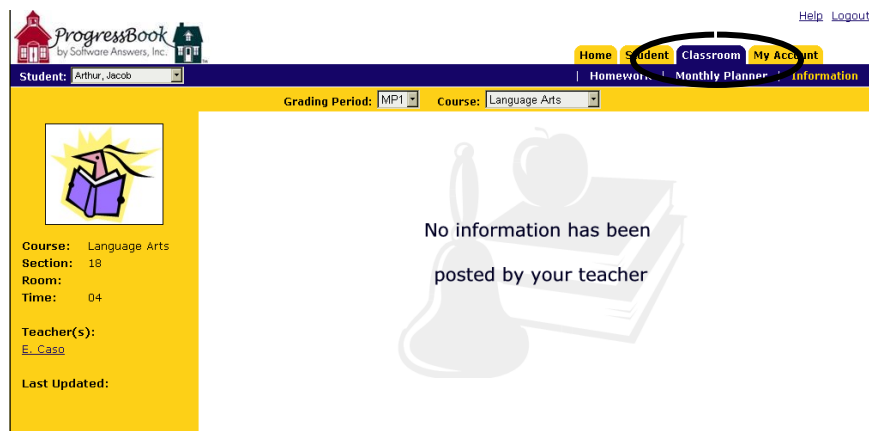 Help Logout
ProgressBook
by Software Answers, Inc.
Home Student Classroom My Account
Student: Arthur, Jacob | Homework | Monthly Planner | Information
Grading Period: MP1 Course: Language Arts
No information has been
posted by your teacher
Course: Language Arts
Section: 18
Room:
Time: 04
Teacher(s):
E. Caso
Last Updated: